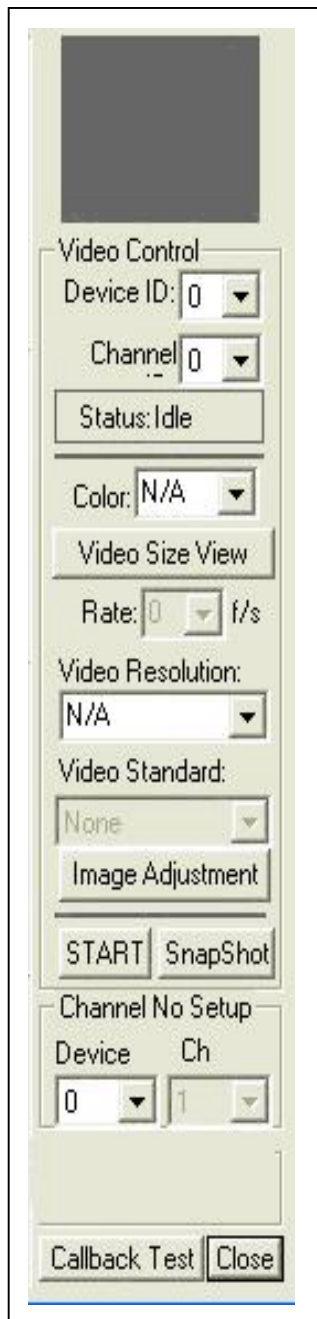 Video Control
Device ID: 0
Channel 0
Status: Idle
Color: N/A
Video Size View
Rate: 0 f/s
Video Resolution:
N/A
Video Standard:
None
Image Adjustment
START SnapShot
Channel No Setup
Device Ch
0 1
Callback Test Close